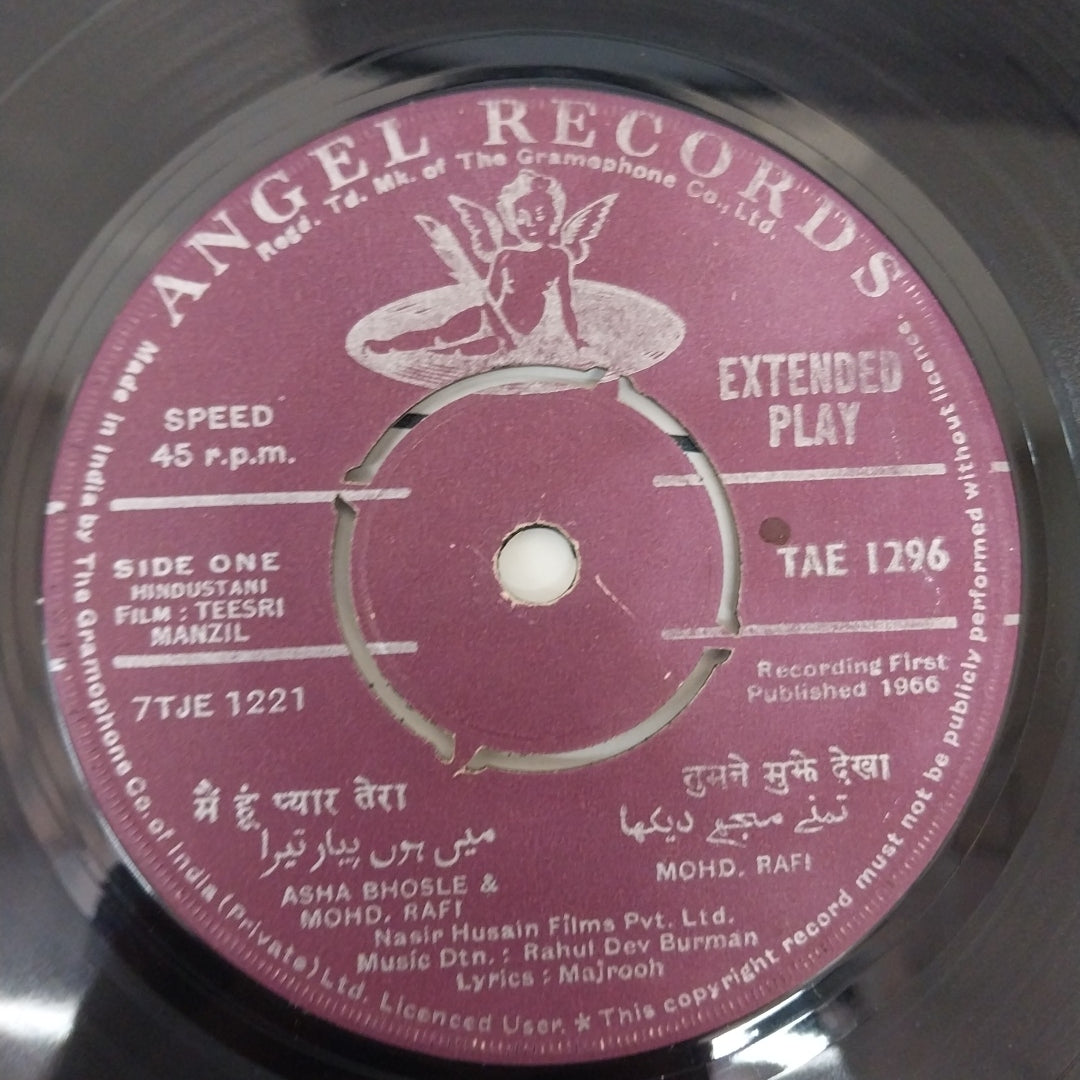 ANGEL RECORDS
Regd. Td. Mk. of The Gramophone Co., Ltd.
EXTENDED
PLAY
SPEED
45 r.p.m.
SIDE ONE
HINDUSTANI
FILM : TEESRI
MANZIL
7TJE 1221
TAE 1296
Recording First
Published 1966
मैं हूं प्यार तेरा
میں ہوں پیار تیرا
ASHA BHOSLE &
MOHD. RAFI
तुमने मुझे देखा
تمنے مجھے دیکھا
MOHD. RAFI
Nasir Husain Films Pvt. Ltd.
Music Dtn. : Rahul Dev Burman
Lyrics : Majrooh
Made in India by The Gramophone Co. of India (Private) Ltd. Licenced User. * This copyright record must not be publicly performed without licence.